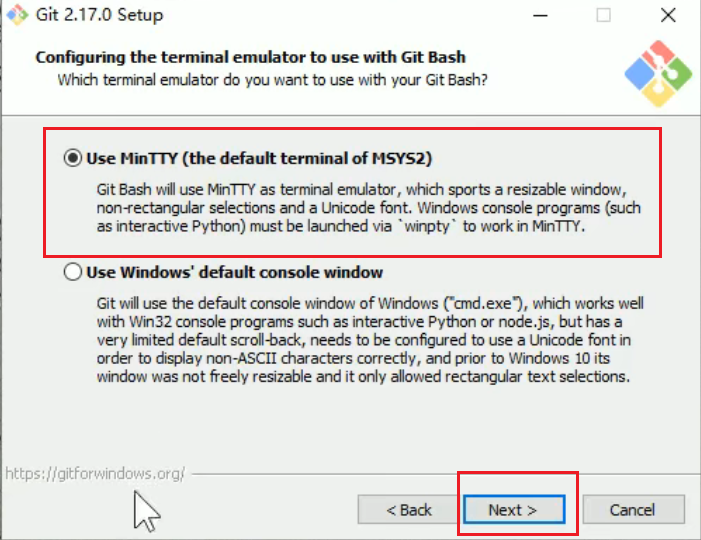 Git 2.17.0 Setup
Configuring the terminal emulator to use with Git Bash
Which terminal emulator do you want to use with your Git Bash?
Use MinTTY (the default terminal of MSYS2)
Git Bash will use MinTTY as terminal emulator, which sports a resizable window,
non-rectangular selections and a Unicode font. Windows console programs (such
as interactive Python) must be launched via `winpty` to work in MinTTY.
Use Windows' default console window
Git will use the default console window of Windows ("cmd.exe"), which works well
with Win32 console programs such as interactive Python or node.js, but has a
very limited default scroll-back, needs to be configured to use a Unicode font in
order to display non-ASCII characters correctly, and prior to Windows 10 its
window was not freely resizable and it only allowed rectangular text selections.
https://gitforwindows.org/
< Back
Next >
Cancel